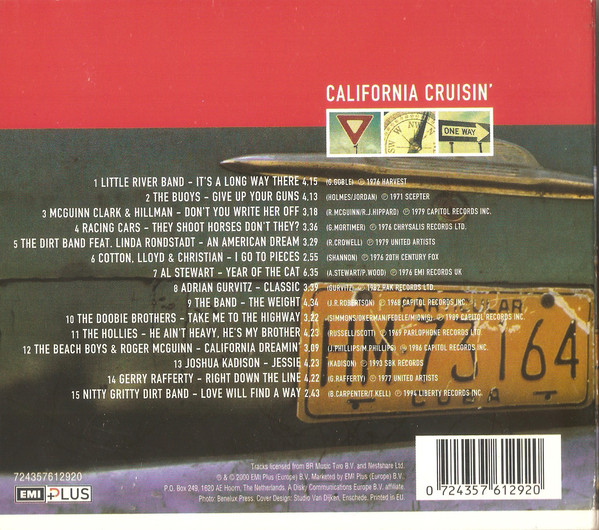 CALIFORNIA CRUISIN'
ONE WAY
NW
W
SW
1 LITTLE RIVER BAND - IT'S A LONG WAY THERE 4,15 (G.GOBLE) ℗ 1976 HARVEST
2 THE BUOYS - GIVE UP YOUR GUNS 4,13 (HOLMES/JORDAN) ℗ 1971 SCEPTER
3 MCGUINN CLARK & HILLMAN - DON'T YOU WRITE HER OFF 3,18 (R.MCGUINN/R.J.HIPPARD) ℗ 1979 CAPITOL RECORDS INC.
4 RACING CARS - THEY SHOOT HORSES DON'T THEY? 3,36 (G.MORTIMER) ℗ 1976 CHRYSALIS RECORDS LTD.
5 THE DIRT BAND FEAT. LINDA RONDSTADT - AN AMERICAN DREAM 3,29 (R.CROWELL) ℗ 1979 UNITED ARTISTS
6 COTTON, LLOYD & CHRISTIAN - I GO TO PIECES 2,55 (SHANNON) ℗ 1976 20TH CENTURY FOX
7 AL STEWART - YEAR OF THE CAT 6,35 (A.STEWART/P.WOOD) ℗ 1976 EMI RECORDS UK
8 ADRIAN GURVITZ - CLASSIC 3,39 (GURVITZ) ℗ 1982 RAK RECORDS LTD.
9 THE BAND - THE WEIGHT 4,34 (J.R.ROBERTSON) ℗ 1968 CAPITOL RECORDS INC.
10 THE DOOBIE BROTHERS - TAKE ME TO THE HIGHWAY 3,22 (SIMMONS/OKERMAN/FEDELEM/IONE) ℗ 1989 CAPITOL RECORDS INC.
11 THE HOLLIES - HE AIN'T HEAVY, HE'S MY BROTHER 4,23 (RUSSELL/SCOTT) ℗ 1969 PARLOPHONE RECORDS LTD.
12 THE BEACH BOYS & ROGER MCGUINN - CALIFORNIA DREAMIN' 3,09 (J.PHILLIPS/M.PHILLIPS) ℗ 1986 CAPITOL RECORDS INC.
13 JOSHUA KADISON - JESSIE 4,23 (KADISON) ℗ 1993 SBK RECORDS
14 GERRY RAFFERTY - RIGHT DOWN THE LINE 4,22 (G.RAFFERTY) ℗ 1977 UNITED ARTISTS
15 NITTY GRITTY DIRT BAND - LOVE WILL FIND A WAY 2,43 (B.CARPENTER/T.KELL) ℗ 1994 LIBERTY RECORDS INC.
164
CUBA
724357612920
EMI PLUS
Tracks licensed from BR Music Two B.V. and Nestshare Ltd.
℗ & © 2000 EMI Plus (Europe) B.V. Marketed by EMI Plus (Europe) B.V.
P.O. Box 249, 1620 AE Hoorn, The Netherlands. A Disky Communications Europe B.V. affiliate.
Photo: Benelux Press. Cover Design: Studio Van Dijken, Enschede. Printed in EU.
0 724357 612920